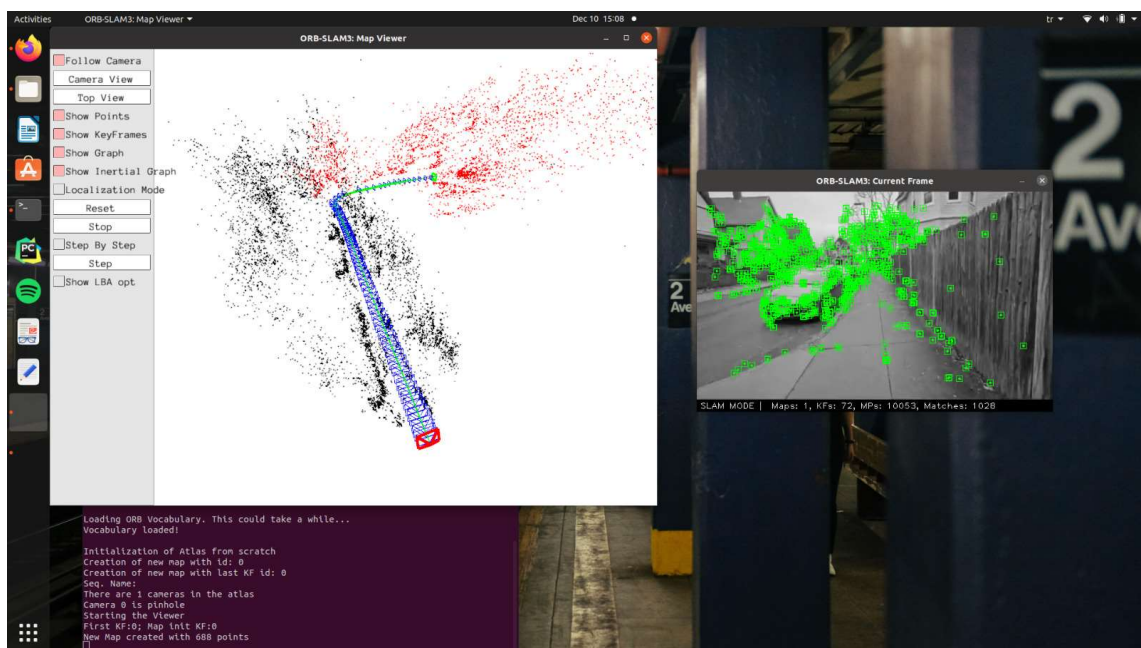 Activities
ORB-SLAM3: Map Viewer
Dec 10 15:08
tr
ORB-SLAM3: Map Viewer
Follow Camera
Camera View
Top View
Show Points
Show KeyFrames
Show Graph
Show Inertial Graph
Localization Mode
Reset
Stop
Step By Step
Step
Show LBA opt
PC
2
Av
2
Ave
ORB-SLAM3: Current Frame
SLAM MODE | Maps: 1, KFs: 72, MPs: 10053, Matches: 1028
Loading ORB Vocabulary. This could take a while...
Vocabulary loaded!
Initialization of Atlas from scratch
Creation of new map with id: 0
Creation of new map with last KF id: 0
Seq. Name:
There are 1 cameras in the atlas
Camera 0 is pinhole
Starting the Viewer
First KF:0; Map init KF:0
New Map created with 688 points